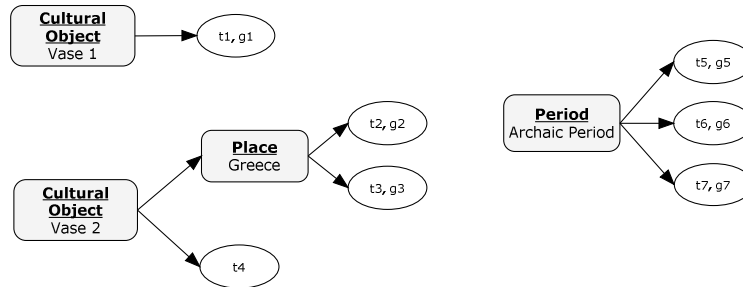 Cultural
Object
Vase 1
t1, g1
Cultural
Object
Vase 2
Place
Greece
t2, g2
t3, g3
t4
Period
Archaic Period
t5, g5
t6, g6
t7, g7